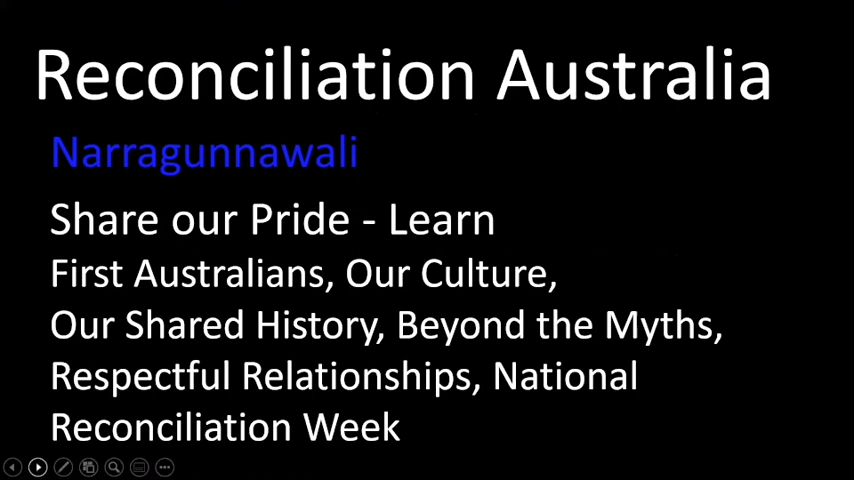 Reconciliation Australia
Narragunnawali
Share our Pride - Learn
First Australians, Our Culture,
Our Shared History, Beyond the Myths,
Respectful Relationships, National
Reconciliation Week